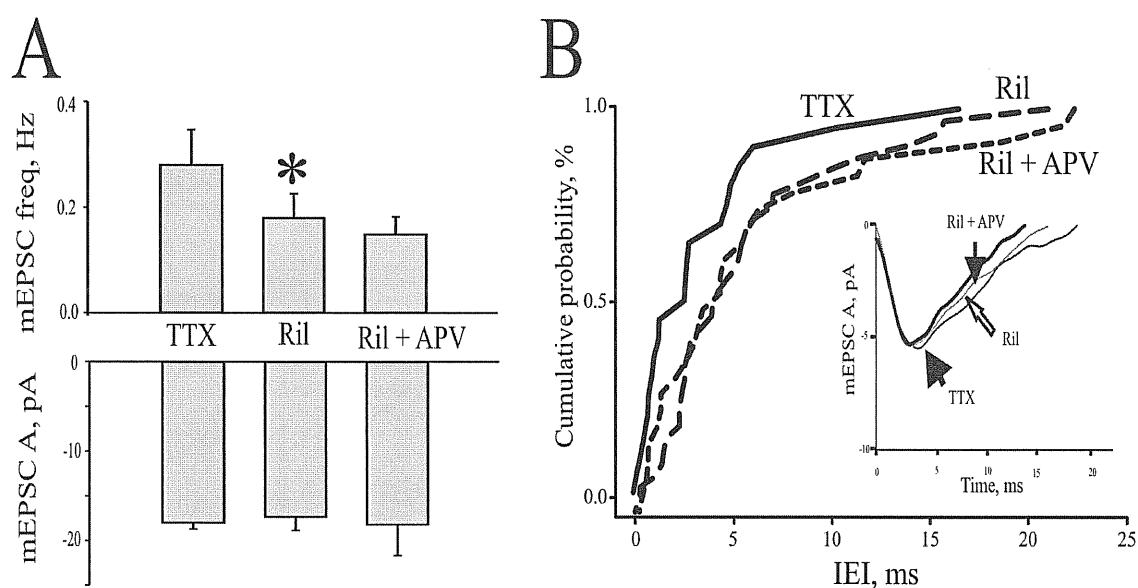 A
mEPSC freq, Hz
0.4
0.2
0.0
*
TTX
Ril
Ril + APV
mEPSC A, pA
0
-10
-20
B
Cumulative probability, %
1.0
0.5
0.0
TTX
Ril
Ril + APV
0
5
10
15
20
25
IEI, ms
mEPSC A, pA
0
-5
-10
Ril + APV
Ril
TTX
0
5
10
15
20
Time, ms